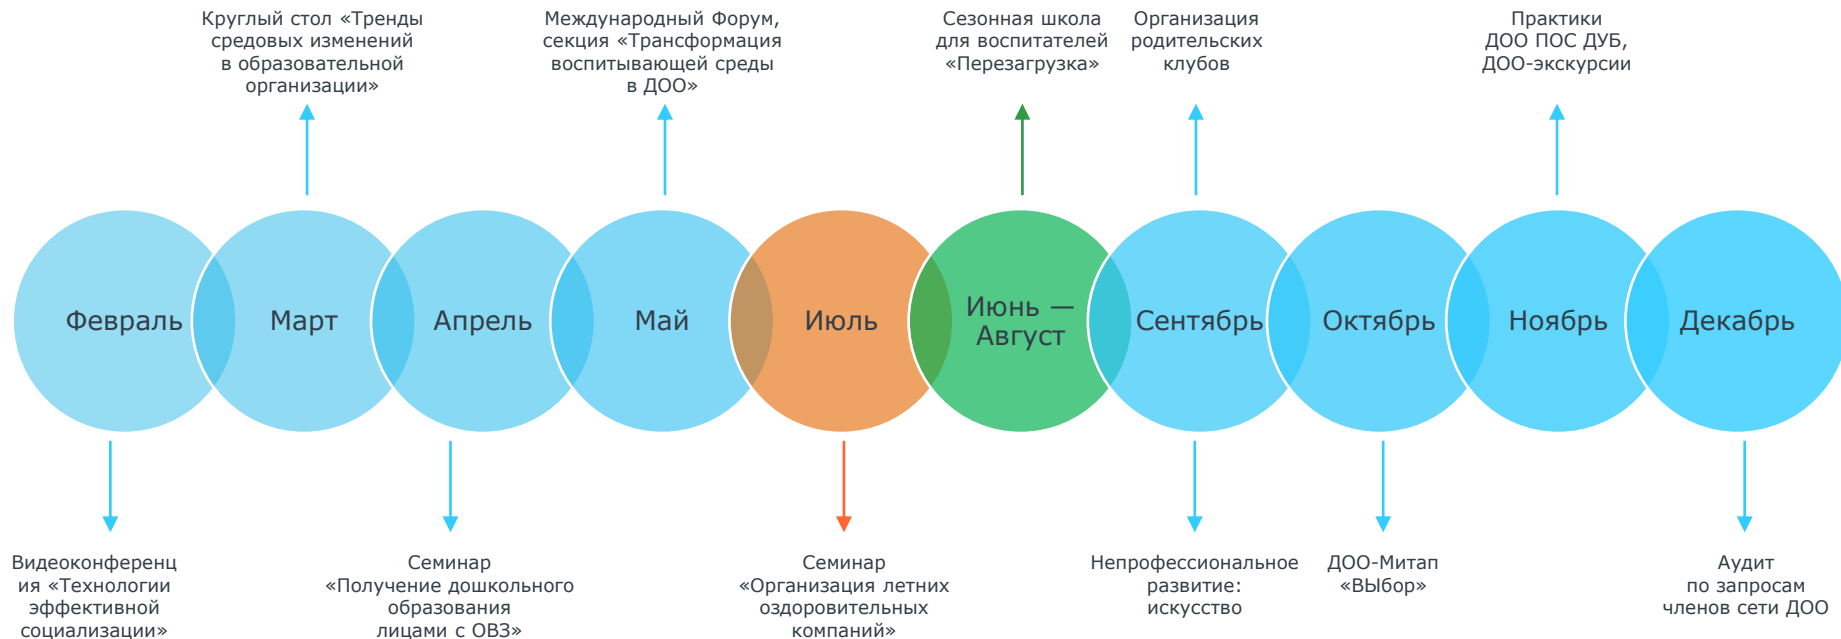 Круглый стол «Тренды
средовых изменений
в образовательной
организации»
Международный Форум,
секция «Трансформация
воспитывающей среды
в ДОО»
Сезонная школа
для воспитателей
«Перезагрузка»
Организация
родительских
клубов
Практики
ДОО ПОС ДУБ,
ДОО-экскурсии
Февраль
Март
Апрель
Май
Июль
Июнь —
Август
Сентябрь
Октябрь
Ноябрь
Декабрь
Видеоконференц
ия «Технологии
эффективной
социализации»
Семинар
«Получение дошкольного
образования
лицами с ОВЗ»
Семинар
«Организация летних
оздоровительных
компаний»
Непрофессиональное
развитие:
искусство
ДОО-Митап
«ВЫбор»
Аудит
по запросам
членов сети ДОО